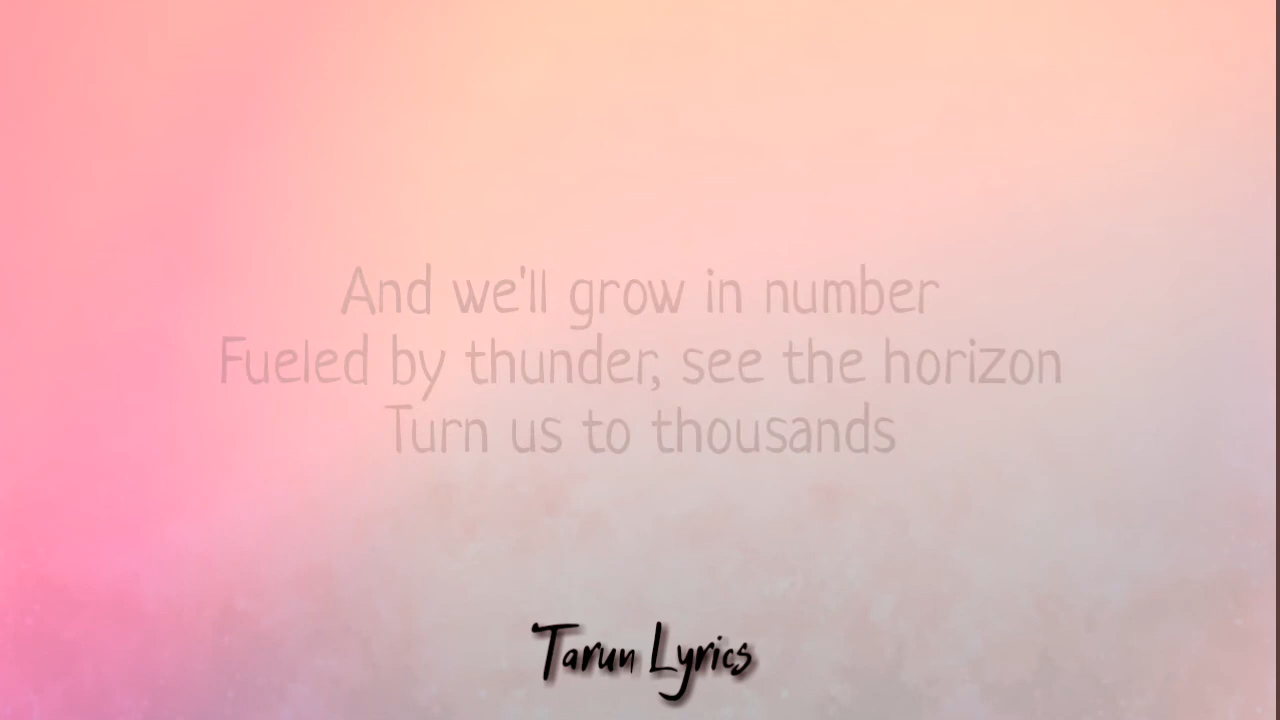 And we'll grow in number
Fueled by thunder, see the horizon
Turn us to thousands
Tarun Lyrics